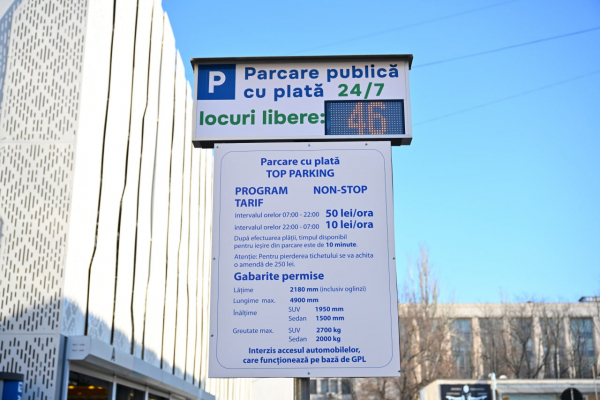 P
Parcare publică
cu plată 24/7
locuri libere: 46
Parcare cu plată
TOP PARKING
PROGRAM NON-STOP
TARIF
intervalul orelor 07:00 - 22:00 50 lei/ora
intervalul orelor 22:00 - 07:00 10 lei/ora
După efectuarea plății, timpul disponibil
pentru ieșire din parcare este de 10 minute.
Atenție: Pentru pierderea tichetului se va achita
o amendă de 250 lei.
Gabarite permise
Lățime 2180 mm (inclusiv oglinzi)
Lungime max. 4900 mm
Înălțime SUV 1950 mm
Sedan 1500 mm
Greutate max. SUV 2700 kg
Sedan 2000 kg
Interzis accesul automobilelor,
care funcționează pe bază de GPL